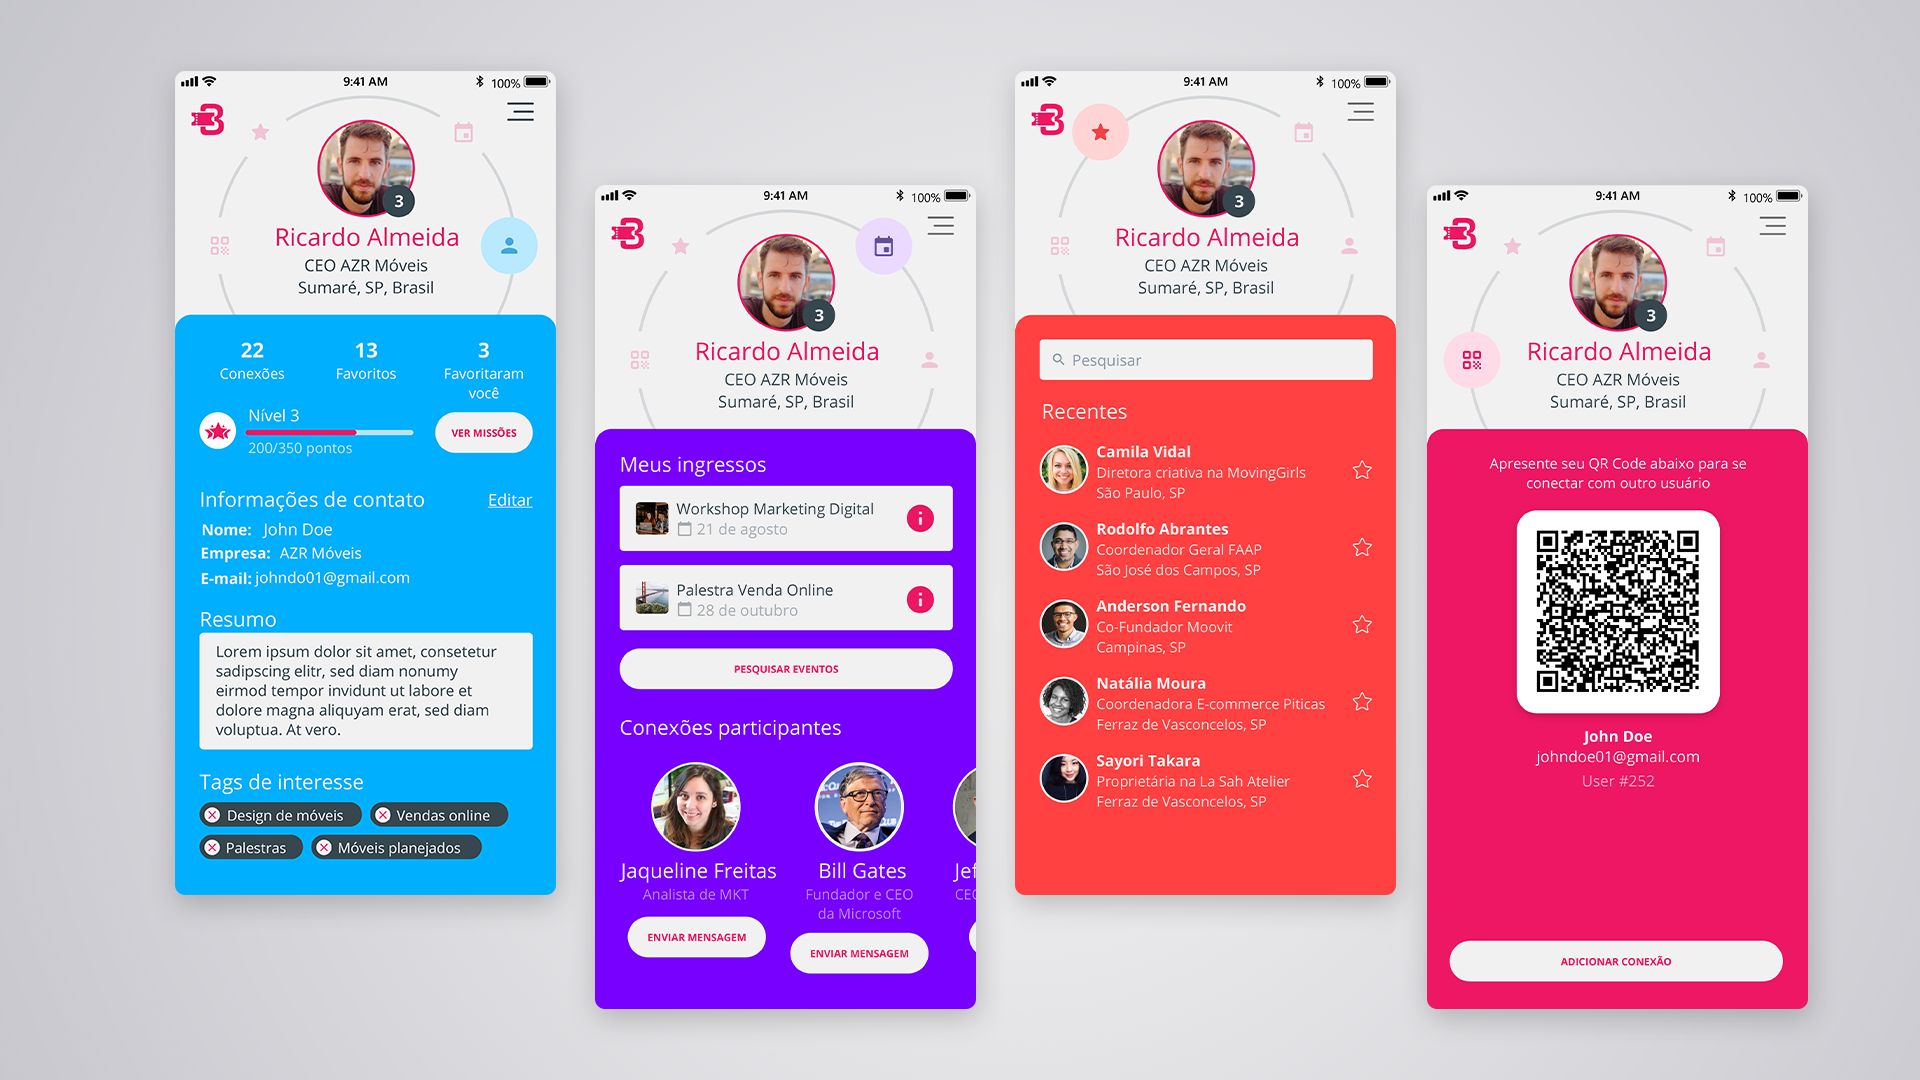 9:41 AM
100%
3
Ricardo Almeida
CEO AZR Móveis
Sumaré, SP, Brasil
22
Conexões
13
Favoritos
3
Favoritaram
você
Nível 3
200/350 pontos
VER MISSÕES
Informações de contato
Editar
Nome: John Doe
Empresa: AZR Móveis
E-mail: johndo01@gmail.com
Resumo
Lorem ipsum dolor sit amet, consetetur
sadipscing elitr, sed diam nonumy
eirmod tempor invidunt ut labore et
dolore magna aliquyam erat, sed diam
voluptua. At vero.
Tags de interesse
Design de móveis
Vendas online
Palestras
Móveis planejados
9:41 AM
100%
3
Ricardo Almeida
CEO AZR Móveis
Sumaré, SP, Brasil
Meus ingressos
Workshop Marketing Digital
21 de agosto
Palestra Venda Online
28 de outubro
PESQUISAR EVENTOS
Conexões participantes
Jaqueline Freitas
Analista de MKT
ENVIAR MENSAGEM
Bill Gates
Fundador e CEO
da Microsoft
ENVIAR MENSAGEM
Jef
CEO
9:41 AM
100%
3
Ricardo Almeida
CEO AZR Móveis
Sumaré, SP, Brasil
Pesquisar
Recentes
Camila Vidal
Diretora criativa na MovingGirls
São Paulo, SP
Rodolfo Abrantes
Coordenador Geral FAAP
São José dos Campos, SP
Anderson Fernando
Co-Fundador Moovit
Campinas, SP
Natália Moura
Coordenadora E-commerce Piticas
Ferraz de Vasconcelos, SP
Sayori Takara
Proprietária na La Sah Atelier
Ferraz de Vasconcelos, SP
9:41 AM
100%
3
Ricardo Almeida
CEO AZR Móveis
Sumaré, SP, Brasil
Apresente seu QR Code abaixo para se
conectar com outro usuário
John Doe
johndoe01@gmail.com
User #252
ADICIONAR CONEXÃO